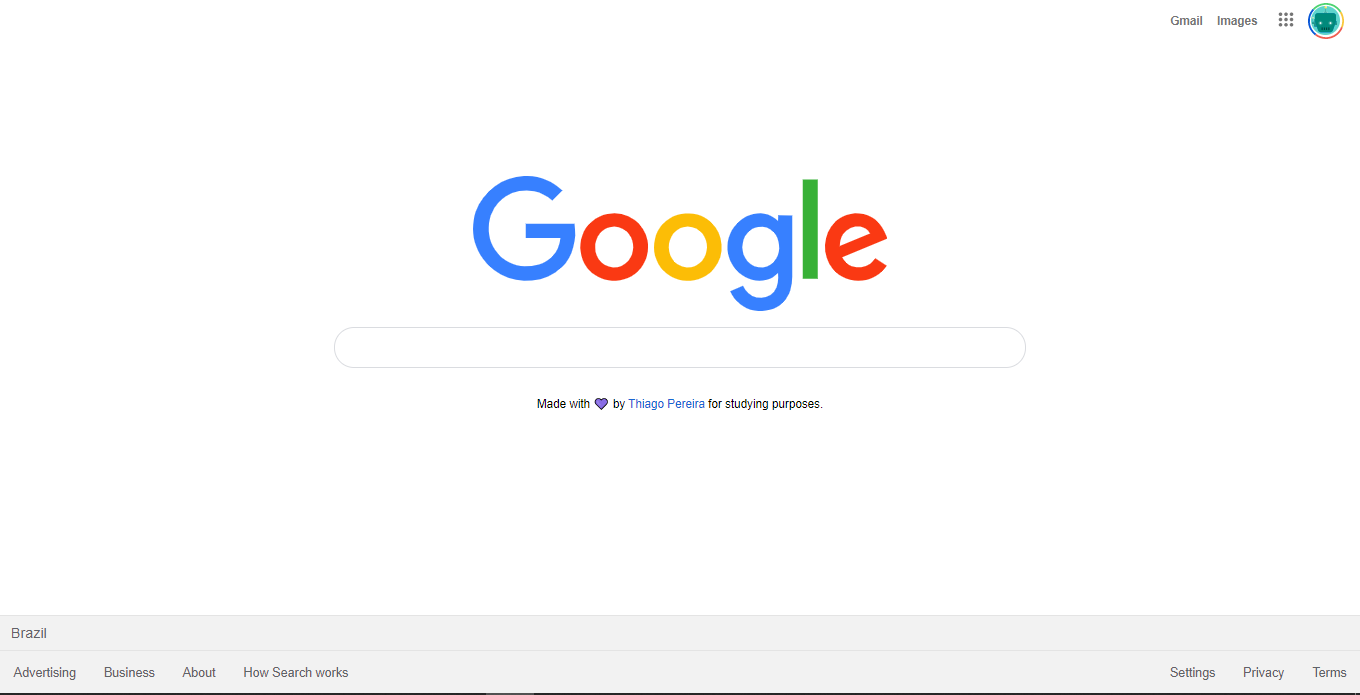 Gmail Images
Google
Made with 💜 by Thiago Pereira for studying purposes.
Brazil
Advertising Business About How Search works Settings Privacy Terms